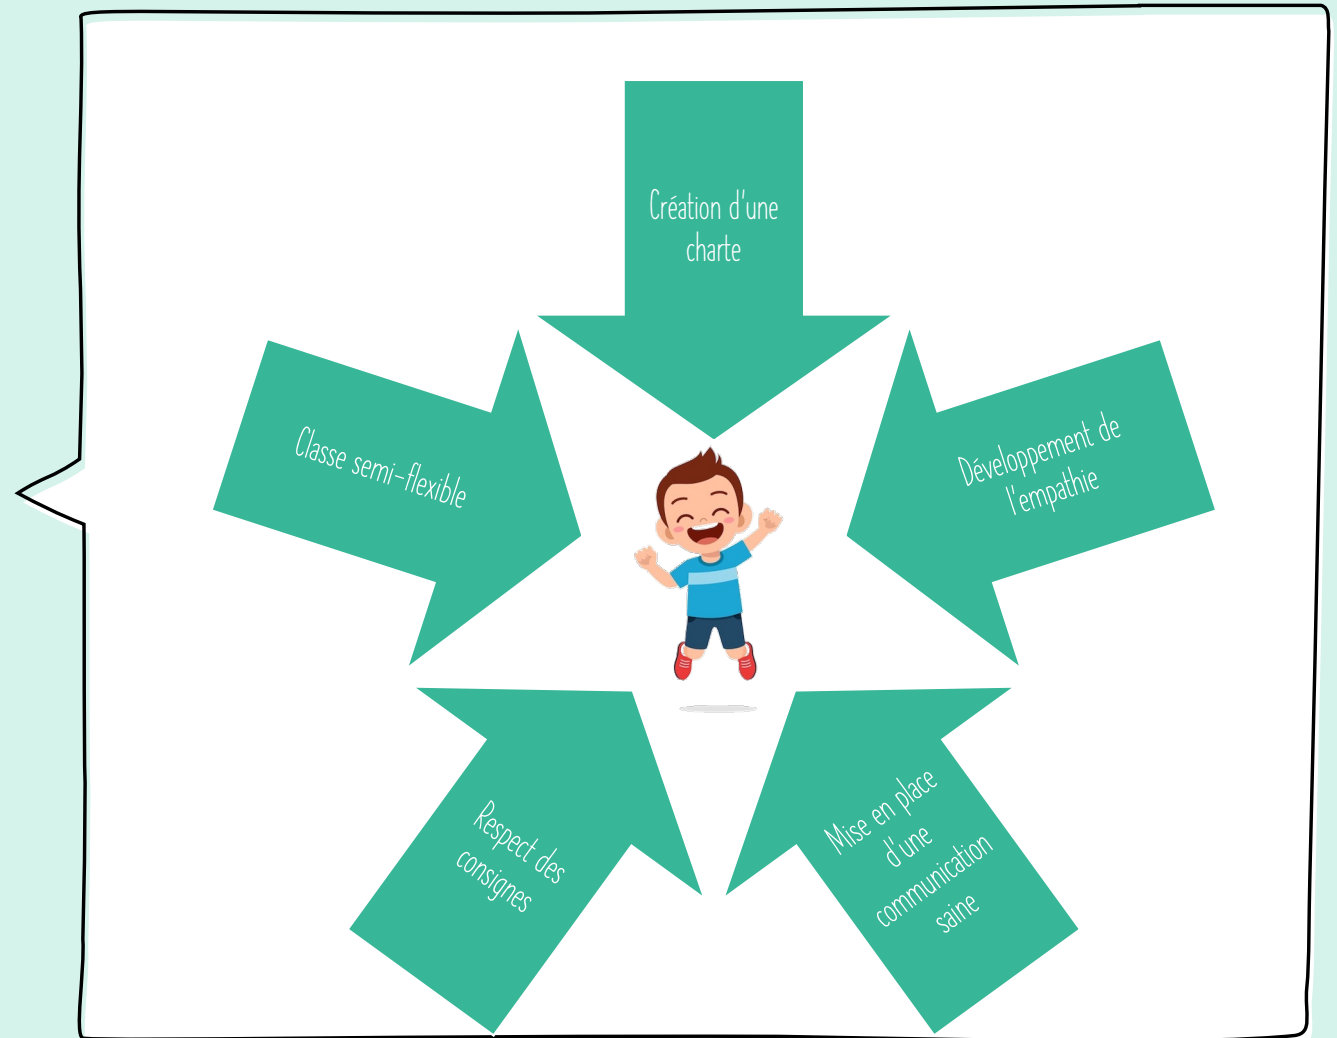 Création d'une
charte
Classe semi-flexible
Développement de
l'empathie
Respect des
consignes
Mise en place
d'une
communication
saine